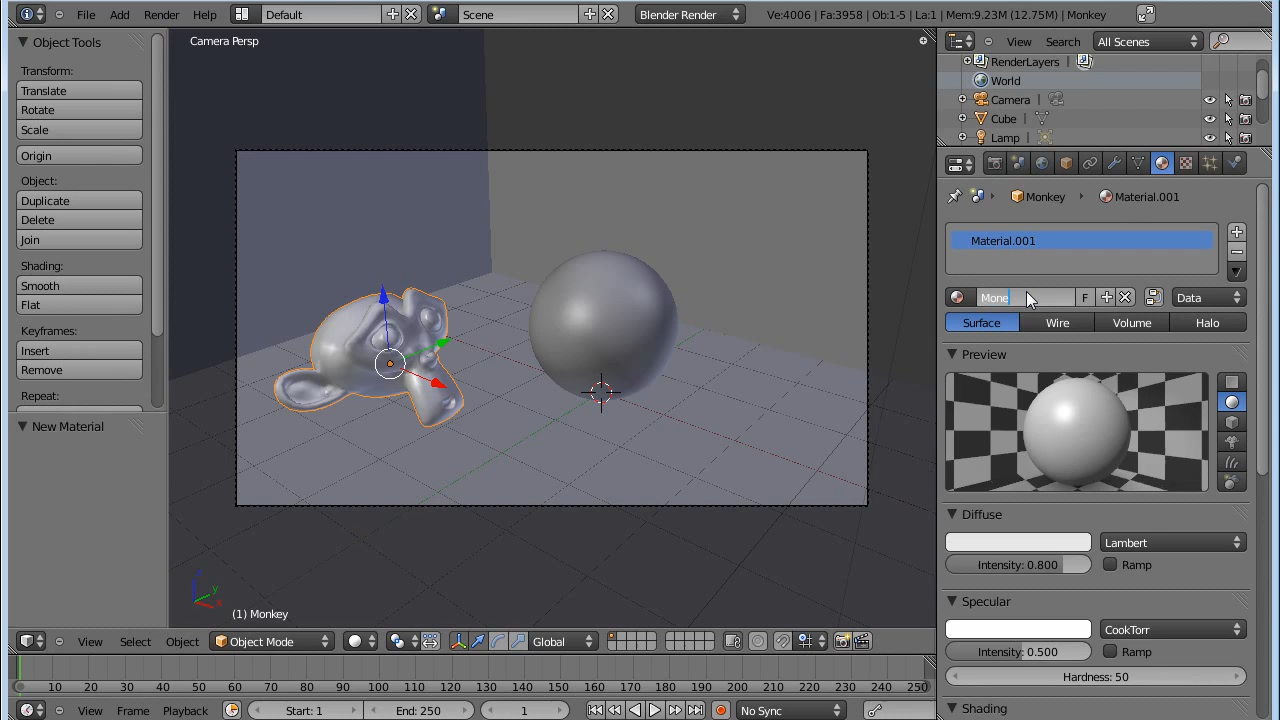 File Add Render Help Default Scene Blender Render Ve:4006 | Fa:3958 | Ob:1-5 | La:1 | Mem:9.23M (12.75M) | Monkey
Object Tools
Transform:
Translate
Rotate
Scale
Origin
Object:
Duplicate
Delete
Join
Shading:
Smooth
Flat
Keyframes:
Insert
Remove
Repeat:
New Material
Camera Persp
(1) Monkey
z
y
x
View Select Object Object Mode Global
10 20 30 40 50 60 70 80 90 100 110 120 130 140 150 160 170 180 190 200 210 220 230 240 250
View Frame Playback Start: 1 End: 250 1 No Sync
View Search All Scenes
RenderLayers |
World
Camera |
Cube |
Lamp |
Monkey Material.001
Material.001
Mone F Data
Surface Wire Volume Halo
Preview
Diffuse
Lambert
Intensity: 0.800 Ramp
Specular
CookTorr
Intensity: 0.500 Ramp
Hardness: 50
Shading